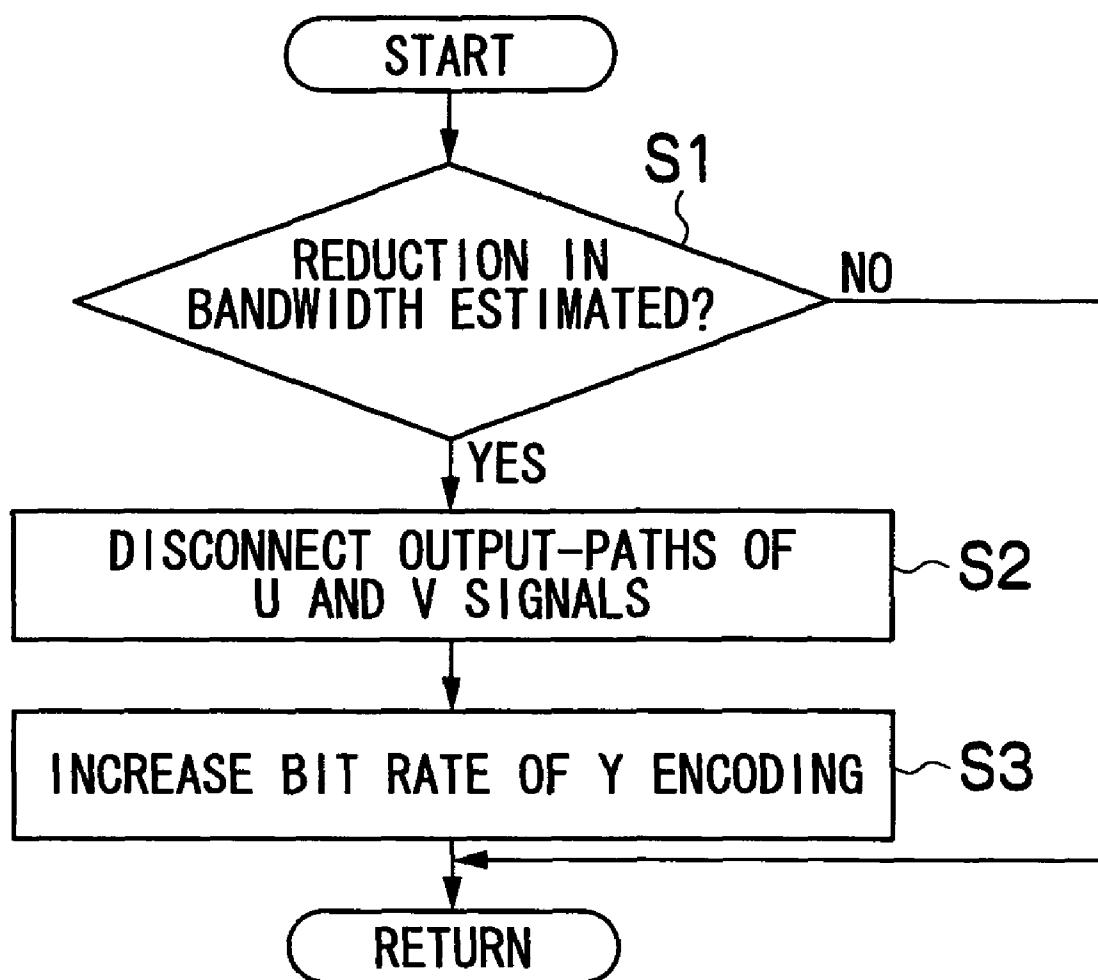 START
S1
REDUCTION IN
BANDWIDTH ESTIMATED?
NO
YES
DISCONNECT OUTPUT-PATHS OF
U AND V SIGNALS
S2
INCREASE BIT RATE OF Y ENCODING
S3
RETURN